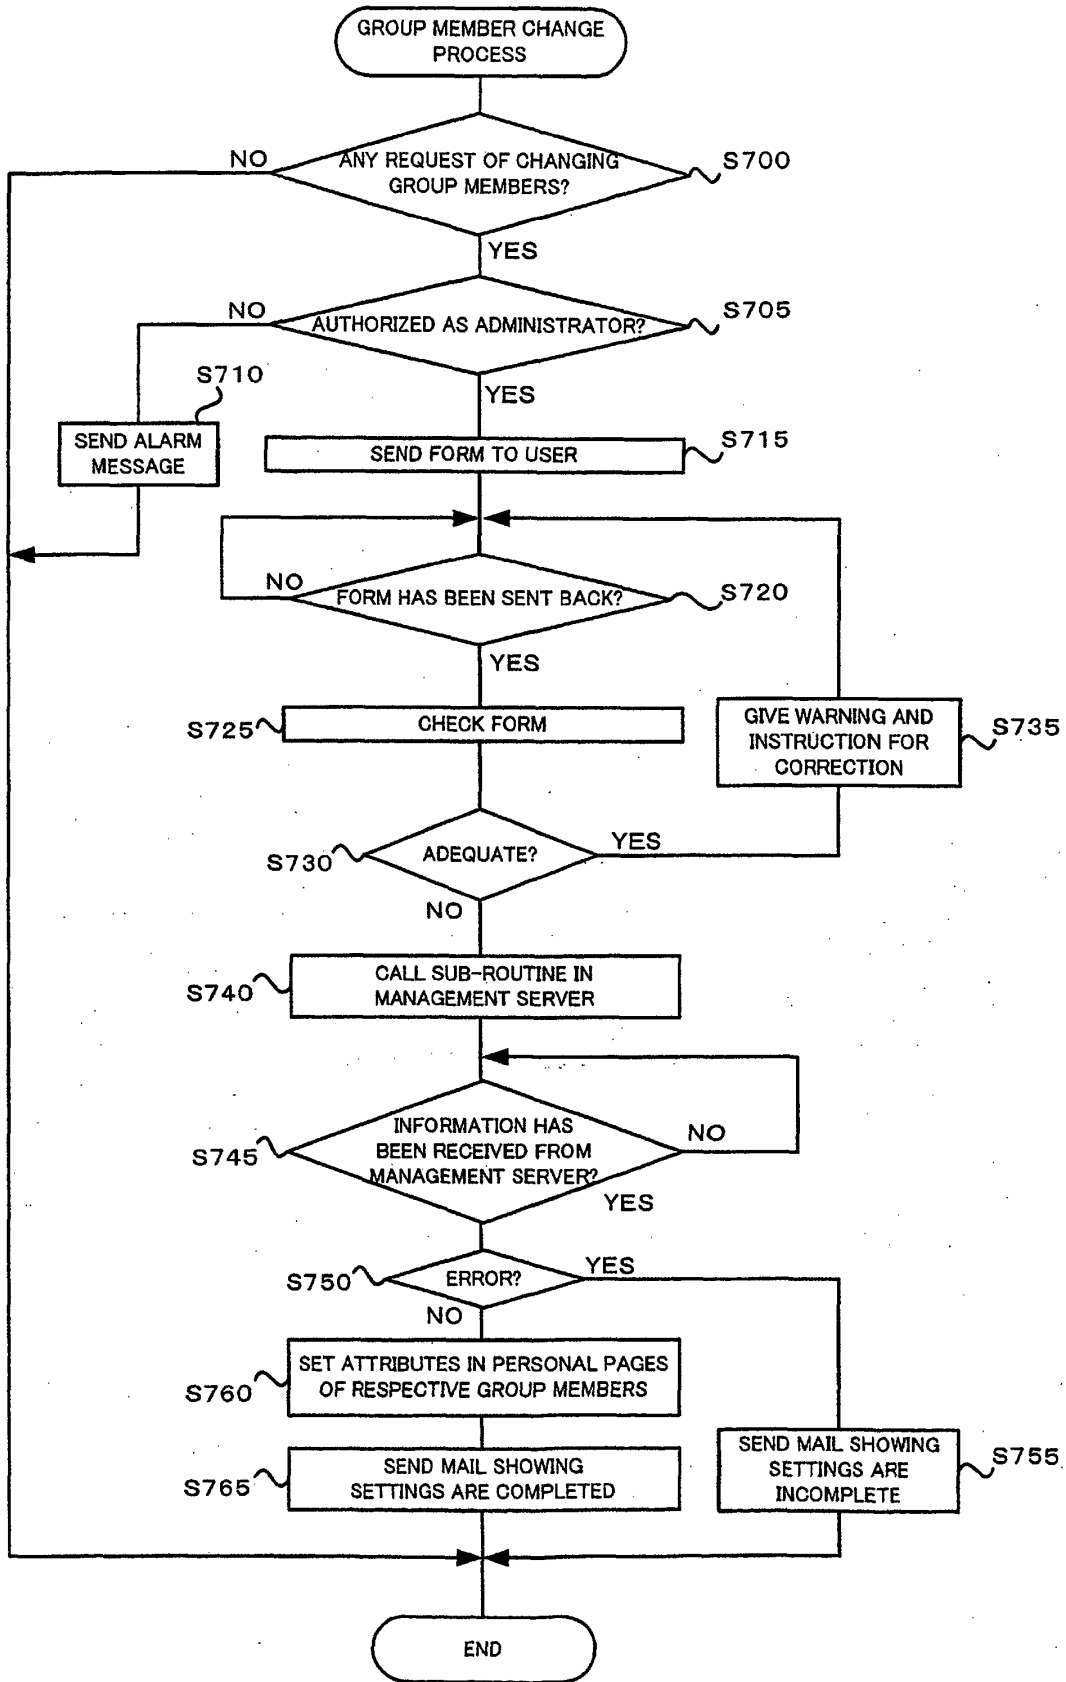 GROUP MEMBER CHANGE
PROCESS
NO
ANY REQUEST OF CHANGING
GROUP MEMBERS?
S700
YES
NO
AUTHORIZED AS ADMINISTRATOR?
S705
YES
S710
SEND ALARM
MESSAGE
SEND FORM TO USER
S715
NO
FORM HAS BEEN SENT BACK?
S720
YES
S725
CHECK FORM
GIVE WARNING AND
INSTRUCTION FOR
CORRECTION
S735
S730
ADEQUATE?
YES
NO
S740
CALL SUB-ROUTINE IN
MANAGEMENT SERVER
S745
INFORMATION HAS
BEEN RECEIVED FROM
MANAGEMENT SERVER?
NO
YES
S750
ERROR?
YES
NO
S760
SET ATTRIBUTES IN PERSONAL PAGES
OF RESPECTIVE GROUP MEMBERS
S765
SEND MAIL SHOWING
SETTINGS ARE COMPLETED
SEND MAIL SHOWING
SETTINGS ARE
INCOMPLETE
S755
END